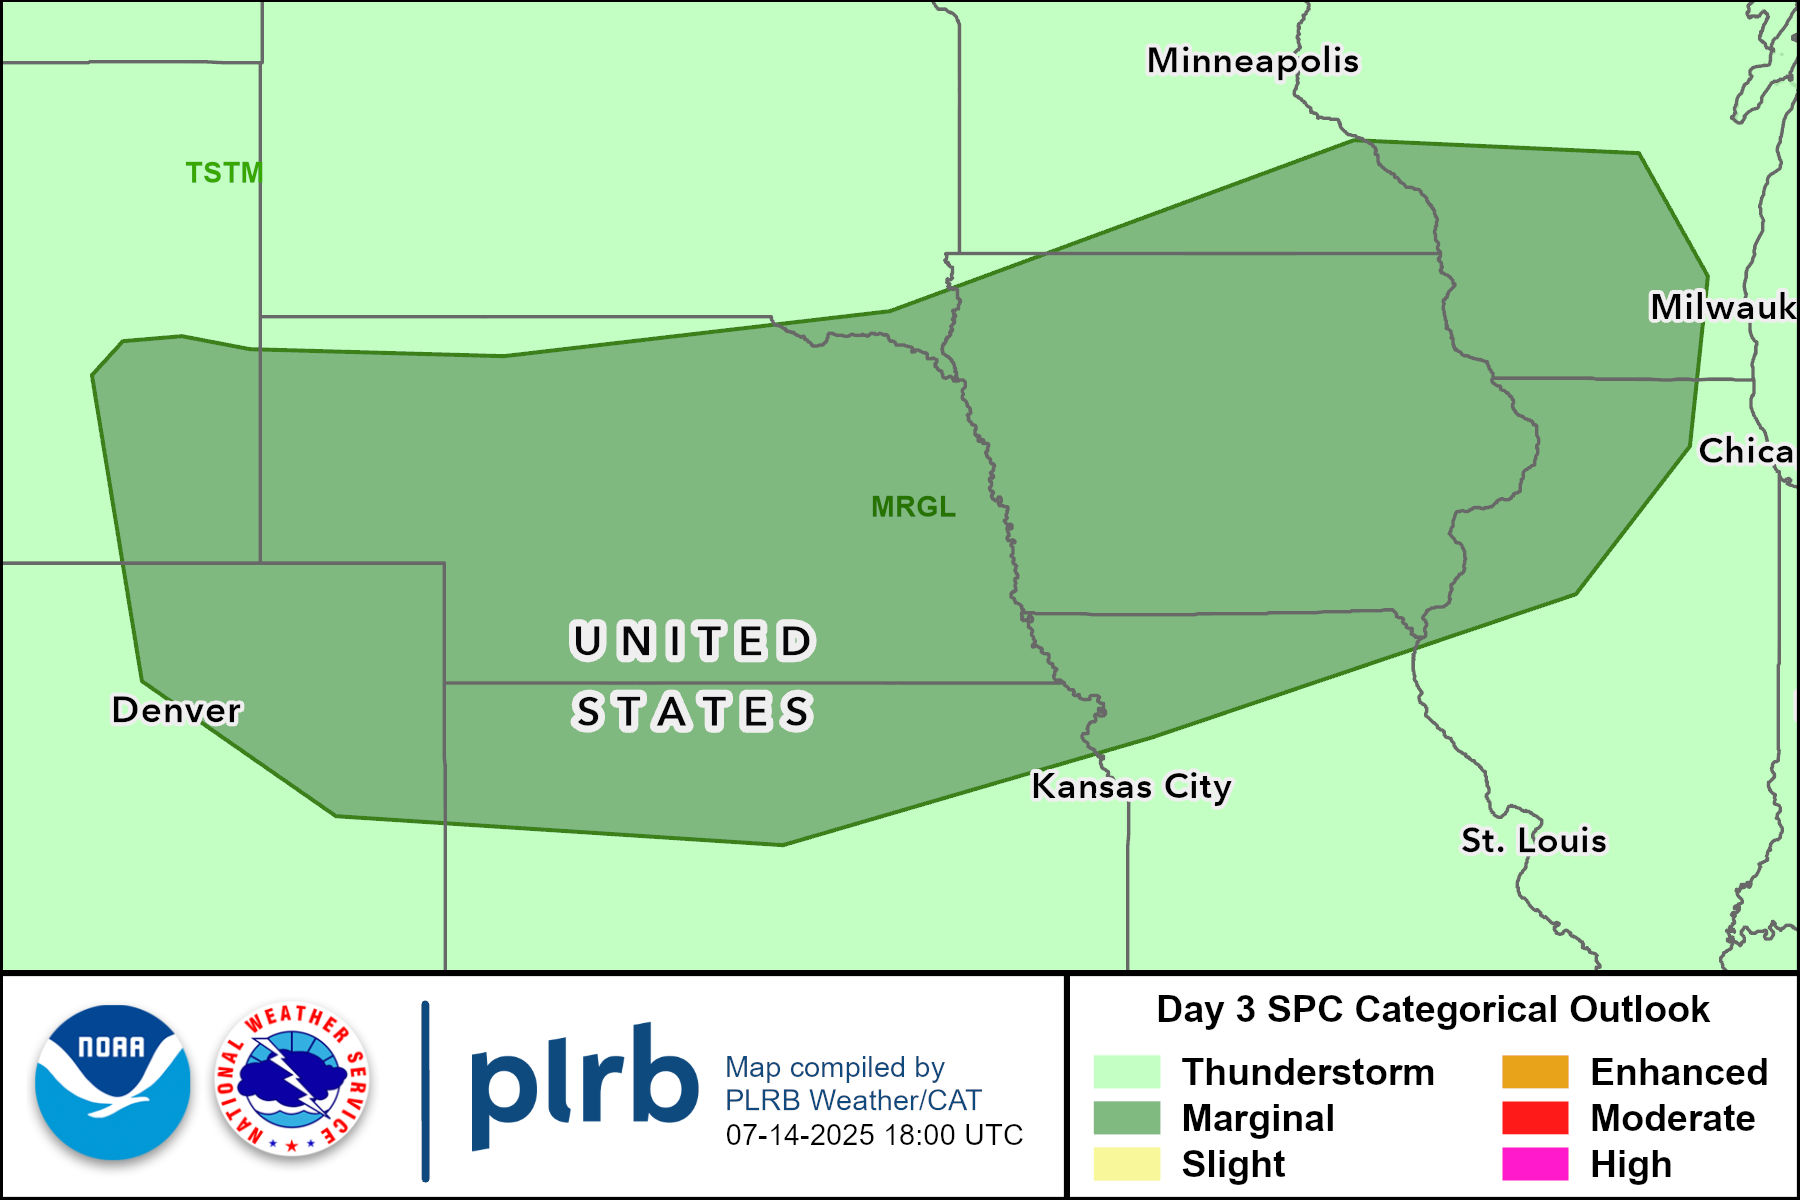 Minneapolis
TSTM
Milwauk
Chica
MRGL
UNITED
STATES
Denver
Kansas City
St. Louis
NOAA
NATIONAL WEATHER SERVICE
plrb
Map compiled by
PLRB Weather/CAT
07-14-2025 18:00 UTC
Day 3 SPC Categorical Outlook
Thunderstorm
Marginal
Slight
Enhanced
Moderate
High